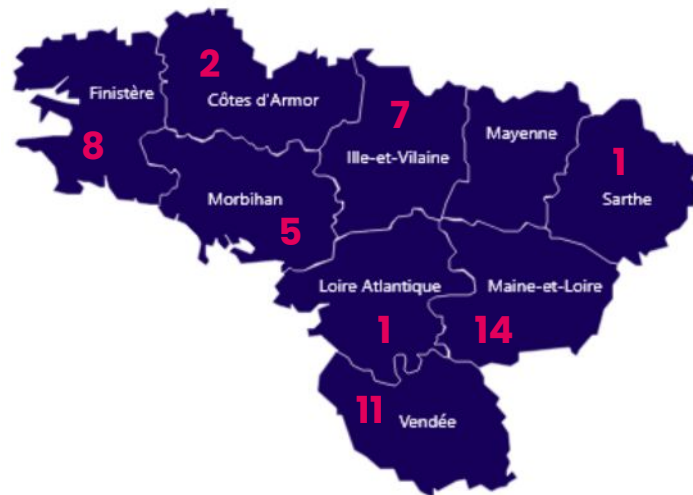 2
Finistère
Côtes d'Armor
8
7
Ille-et-Vilaine
Mayenne
1
Sarthe
Morbihan
5
Loire Atlantique
1
Maine-et-Loire
14
11
Vendée